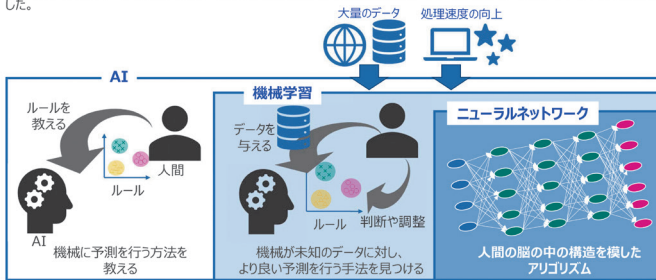 した。
大量のデータ
処理速度の向上
AI
ルールを
教える
人間
ルール
AI
機械に予測を行う方法を
教える
機械学習
データを
与える
ルール
判断や調整
機械が未知のデータに対し、
より良い予測を行う手法を見つける
ニューラルネットワーク
人間の脳の中の構造を模した
アリゴリズム